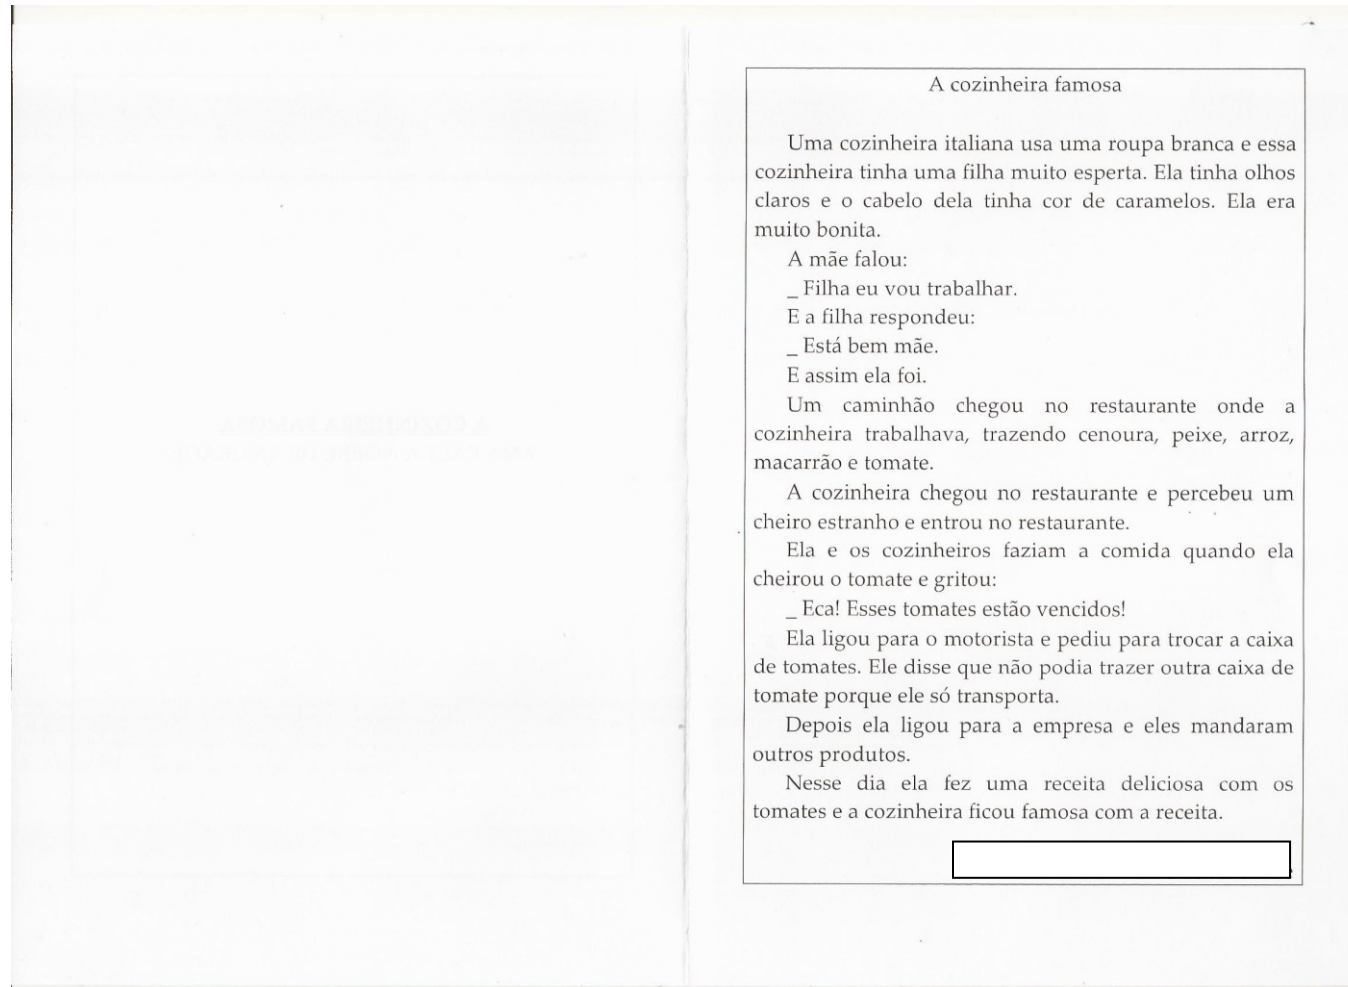 A cozinheira famosa
Uma cozinheira italiana usa uma roupa branca e essa
cozinheira tinha uma filha muito esperta. Ela tinha olhos
claros e o cabelo dela tinha cor de caramelos. Ela era
muito bonita.
A mãe falou:
_ Filha eu vou trabalhar.
E a filha respondeu:
_ Está bem mãe.
E assim ela foi.
Um caminhão chegou no restaurante onde a
cozinheira trabalhava, trazendo cenoura, peixe, arroz,
macarrão e tomate.
A cozinheira chegou no restaurante e percebeu um
cheiro estranho e entrou no restaurante.
Ela e os cozinheiros faziam a comida quando ela
cheirou o tomate e gritou:
_ Eca! Esses tomates estão vencidos!
Ela ligou para o motorista e pediu para trocar a caixa
de tomates. Ele disse que não podia trazer outra caixa de
tomate porque ele só transporta.
Depois ela ligou para a empresa e eles mandaram
outros produtos.
Nesse dia ela fez uma receita deliciosa com os
tomates e a cozinheira ficou famosa com a receita.